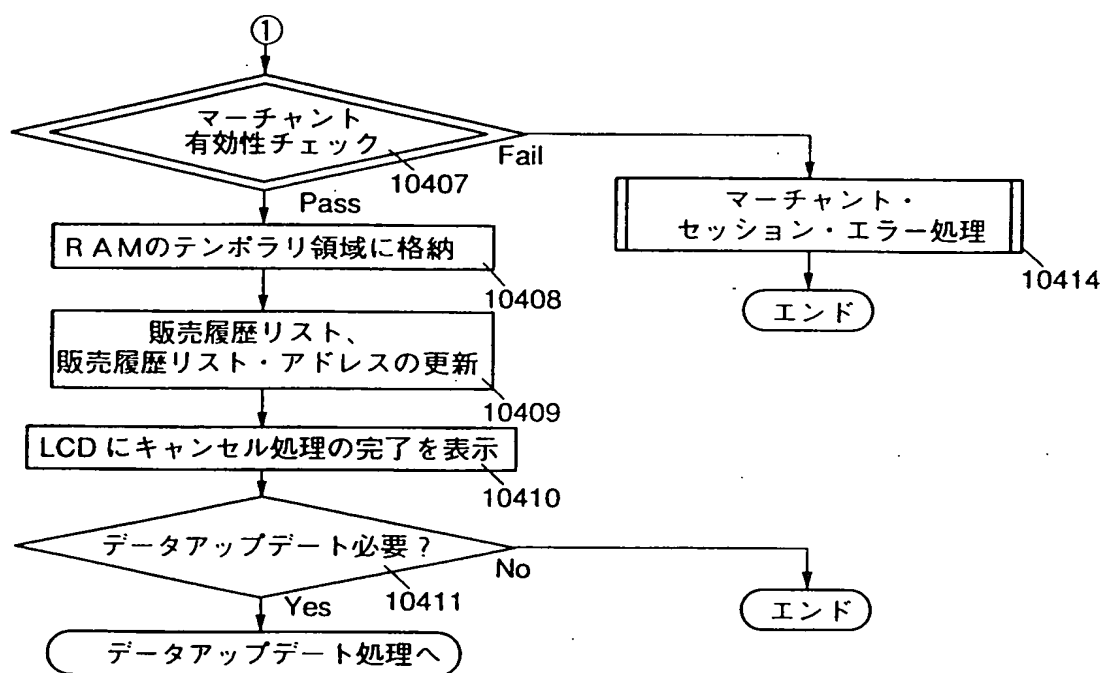 ①
マーチャント
有効性チェック
10407
Fail
Pass
マーチャント・
セッション・エラー処理
10414
エンド
RAMのテンポラリ領域に格納
10408
販売履歴リスト、
販売履歴リスト・アドレスの更新
10409
LCDにキャンセル処理の完了を表示
10410
データアップデート必要?
10411
No
Yes
エンド
データアップデート処理へ